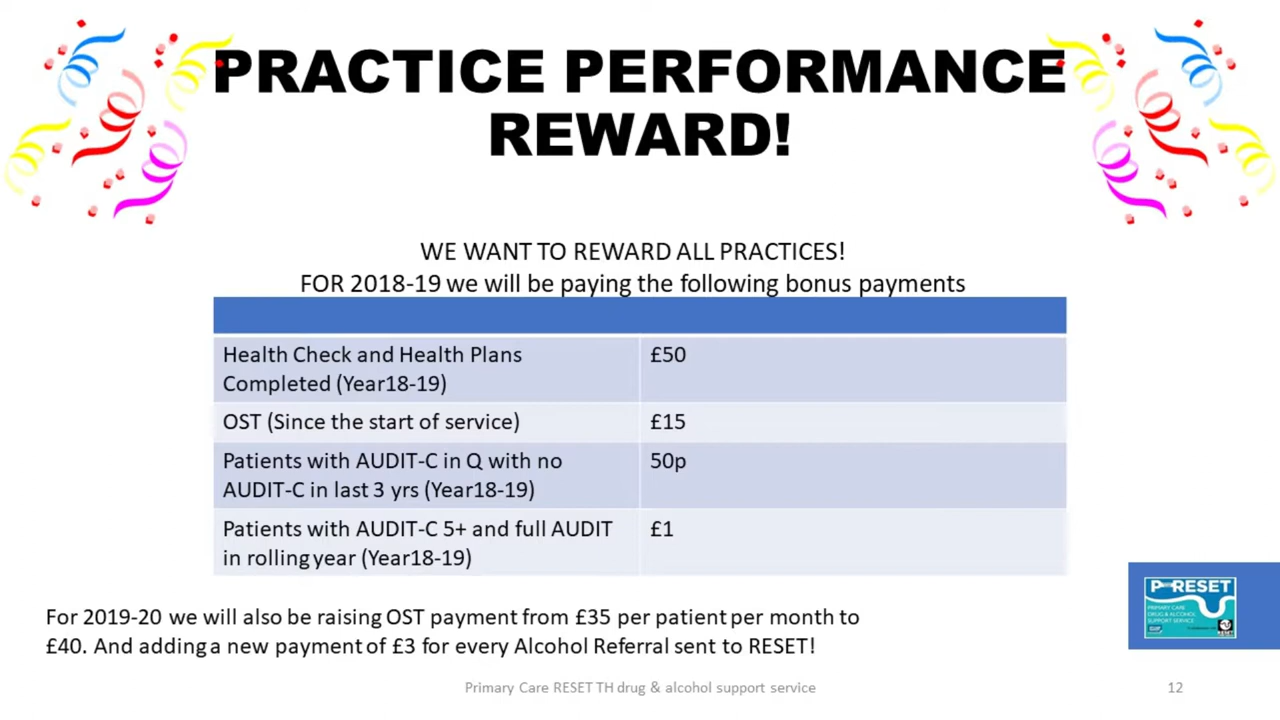 PRACTICE PERFORMANCE
REWARD!
WE WANT TO REWARD ALL PRACTICES!
FOR 2018-19 we will be paying the following bonus payments
Health Check and Health Plans
Completed (Year18-19)
£50
OST (Since the start of service)
£15
Patients with AUDIT-C in Q with no
AUDIT-C in last 3 yrs (Year18-19)
50p
Patients with AUDIT-C 5+ and full AUDIT
in rolling year (Year18-19)
£1
For 2019-20 we will also be raising OST payment from £35 per patient per month to
£40. And adding a new payment of £3 for every Alcohol Referral sent to RESET!
RESET
PRIMARY CARE
DRUG & ALCOHOL
SUPPORT SERVICE
Primary Care RESET TH drug & alcohol support service
12